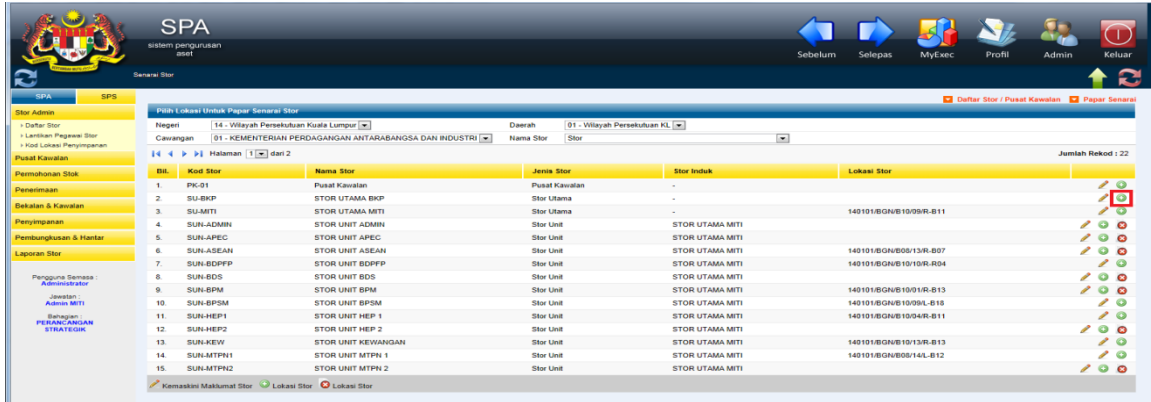 SPA
sistem pengurusan
aset
Sebelum Selepas MyExec Profil Admin Keluar
Senarai Stor
SPA SPS
Daftar Stor / Pusat Kawalan Papar Senarai
Stor Admin
› Daftar Stor
› Lantikan Pegawai Stor
› Kod Lokasi Penyimpanan
Pusat Kawalan
Permohonan Stok
Penerimaan
Bekalan & Kawalan
Penyimpanan
Pembungkusan & Hantar
Laporan Stor
Pengguna Semasa :
Administrator
Jawatan :
Admin MITI
Bahagian :
PERANCANGAN
STRATEGIK
Pilih Lokasi Untuk Papar Senarai Stor
Negeri 14 - Wilayah Persekutuan Kuala Lumpur Daerah 01 - Wilayah Persekutuan KL
Cawangan 01 - KEMENTERIAN PERDAGANGAN ANTARABANGSA DAN INDUSTRI Nama Stor Stor
Halaman 1 dari 2 Jumlah Rekod : 22
Bil. Kod Stor Nama Stor Jenis Stor Stor Induk Lokasi Stor
1. PK-01 Pusat Kawalan Pusat Kawalan -
2. SU-BKP STOR UTAMA BKP Stor Utama -
3. SU-MITI STOR UTAMA MITI Stor Utama - 140101/BGN/B10/09/R-B11
4. SUN-ADMIN STOR UNIT ADMIN Stor Unit STOR UTAMA MITI
5. SUN-APEC STOR UNIT APEC Stor Unit STOR UTAMA MITI
6. SUN-ASEAN STOR UNIT ASEAN Stor Unit STOR UTAMA MITI 140101/BGN/B08/13/R-B07
7. SUN-BDPFP STOR UNIT BDPFP Stor Unit STOR UTAMA MITI 140101/BGN/B10/10/R-R04
8. SUN-BDS STOR UNIT BDS Stor Unit STOR UTAMA MITI
9. SUN-BPM STOR UNIT BPM Stor Unit STOR UTAMA MITI 140101/BGN/B10/01/R-B13
10. SUN-BPSM STOR UNIT BPSM Stor Unit STOR UTAMA MITI 140101/BGN/B10/09/L-B18
11. SUN-HEP1 STOR UNIT HEP 1 Stor Unit STOR UTAMA MITI 140101/BGN/B10/04/R-B11
12. SUN-HEP2 STOR UNIT HEP 2 Stor Unit STOR UTAMA MITI
13. SUN-KEW STOR UNIT KEWANGAN Stor Unit STOR UTAMA MITI 140101/BGN/B10/13/R-B13
14. SUN-MTPN1 STOR UNIT MTPN 1 Stor Unit STOR UTAMA MITI 140101/BGN/B08/14/L-B12
15. SUN-MTPN2 STOR UNIT MTPN 2 Stor Unit STOR UTAMA MITI
Kemaskini Maklumat Stor Lokasi Stor Lokasi Stor